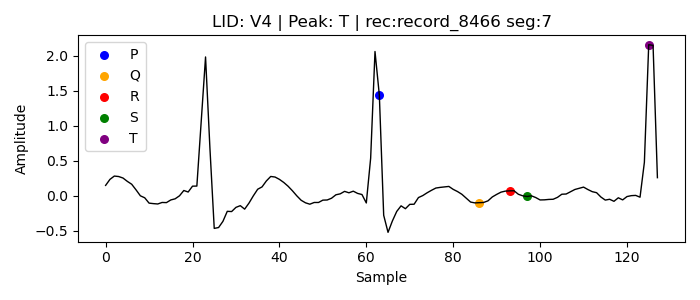 LID: V4 | Peak: T | rec:record_8466 seg:7
Amplitude
2.0
1.5
1.0
0.5
0.0
−0.5
P
Q
R
S
T
0 20 40 60 80 100 120
Sample